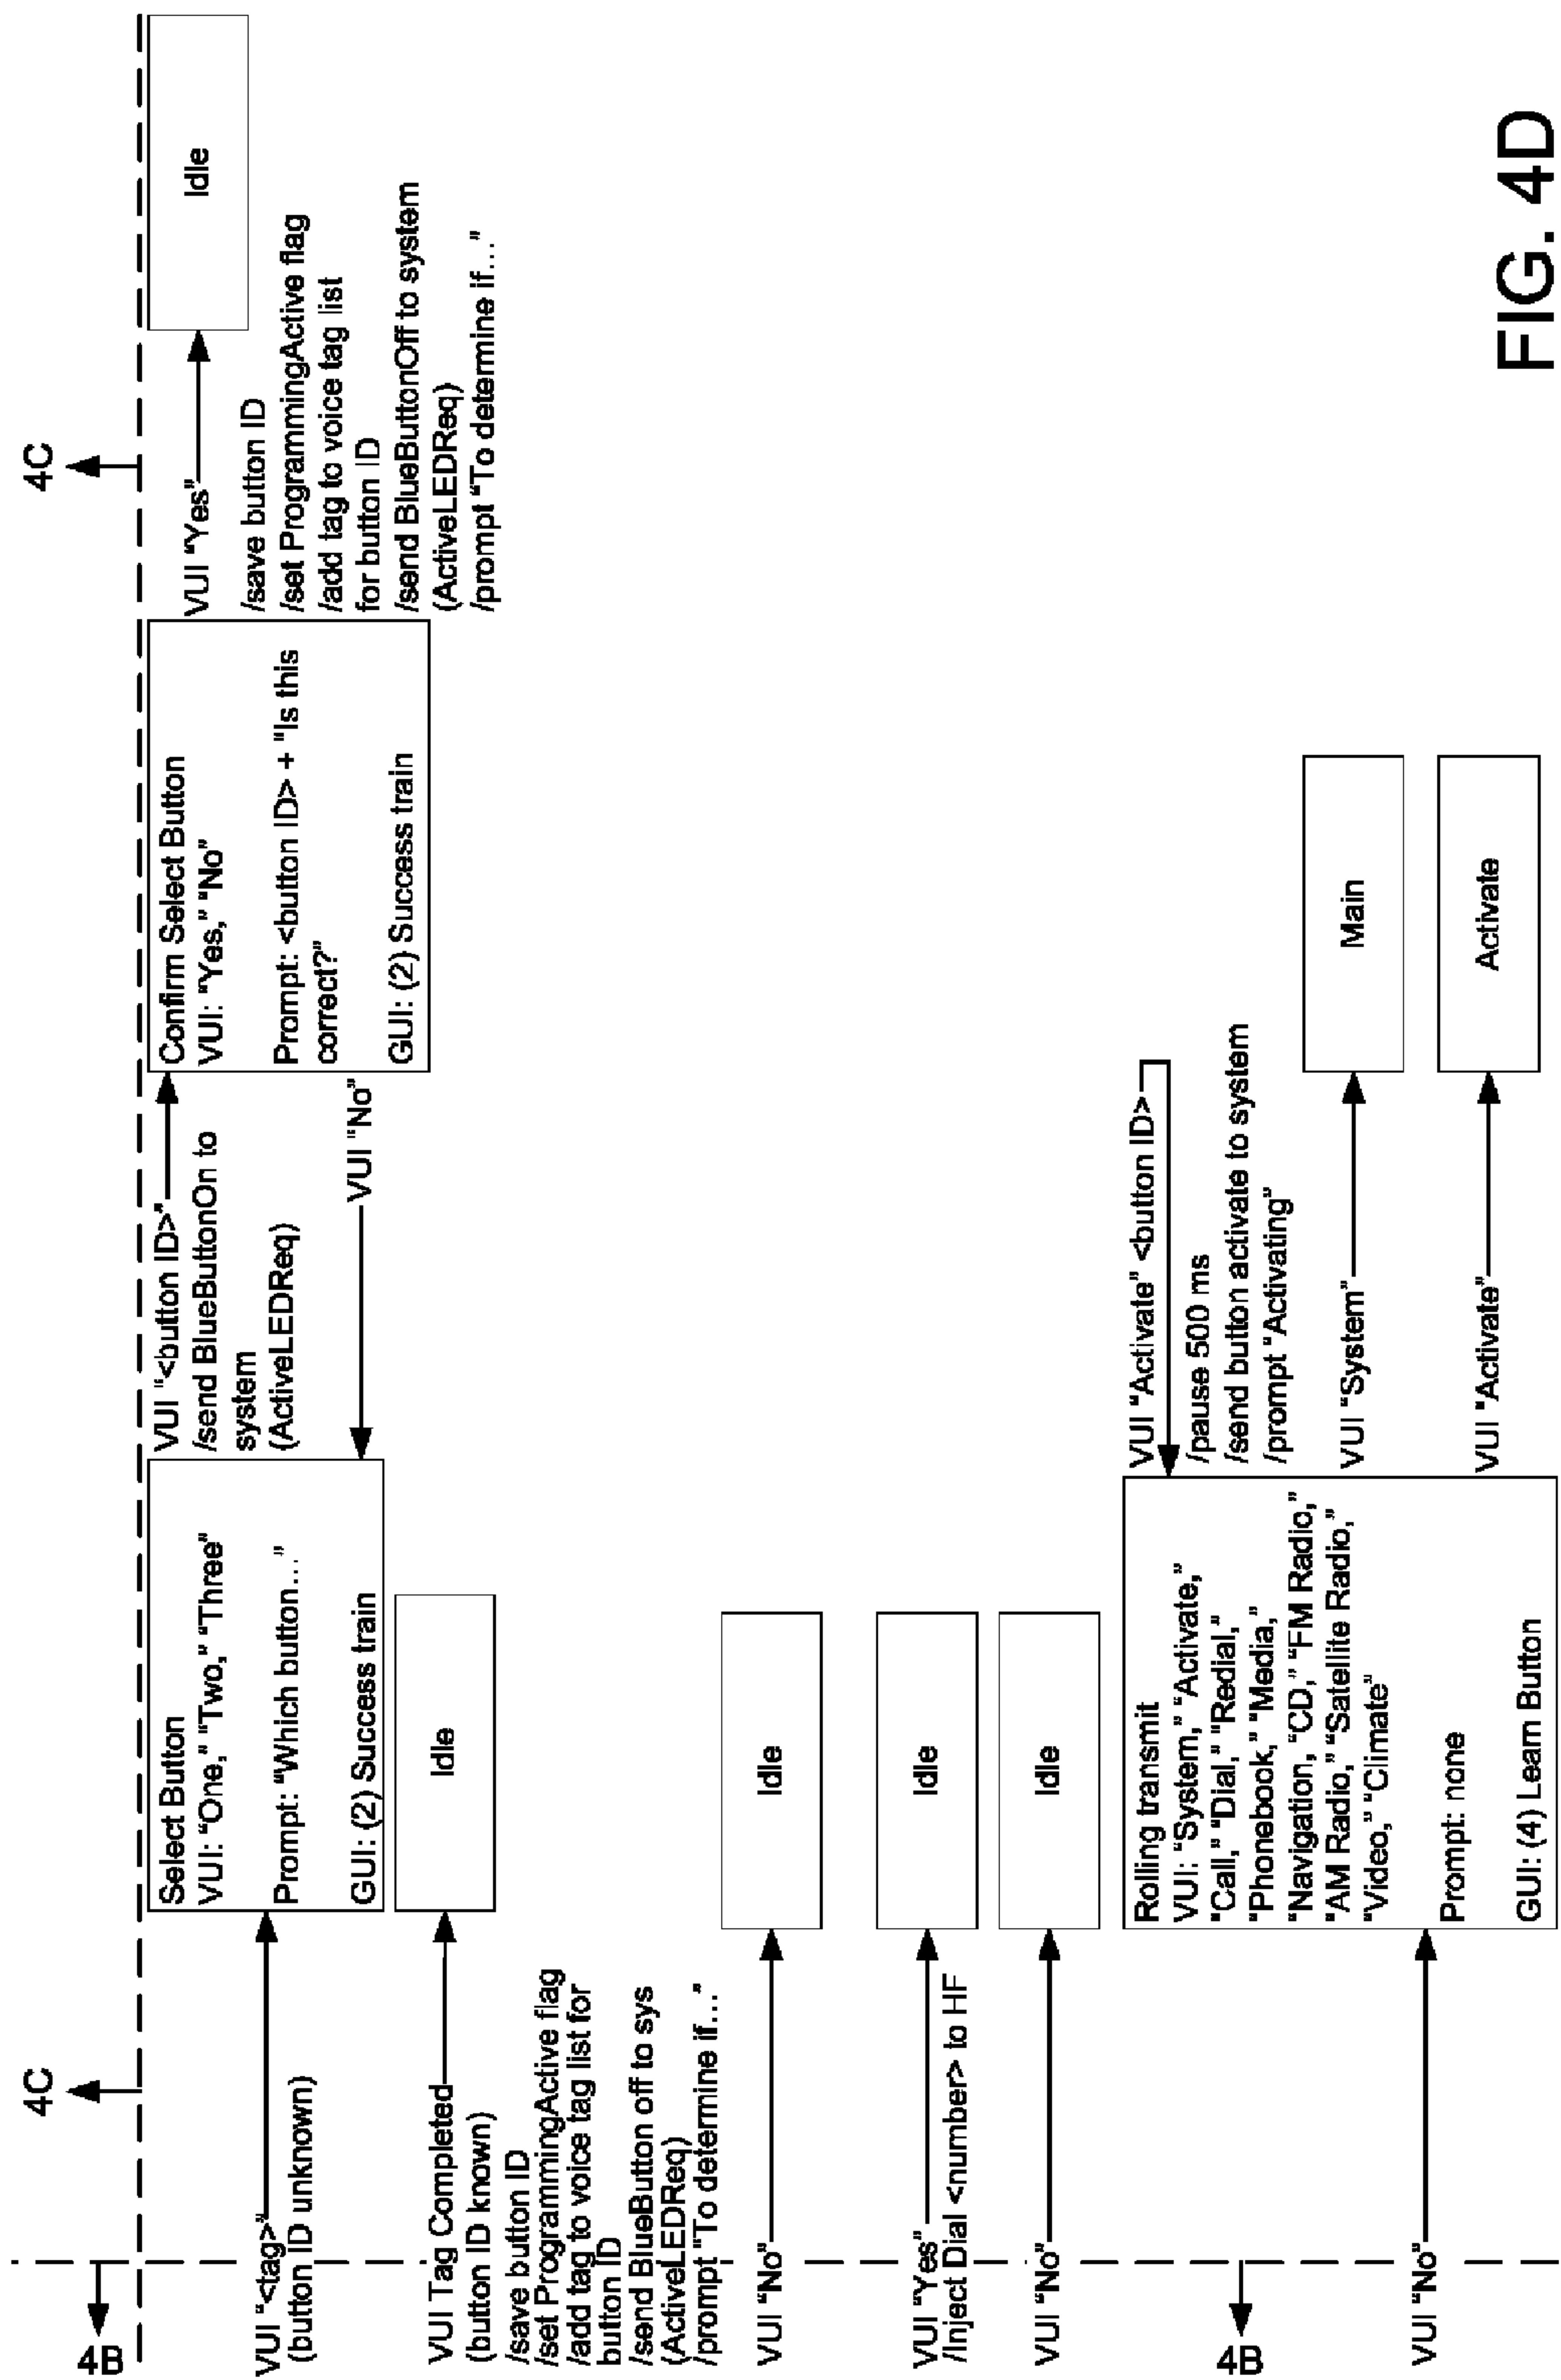 4C
4C
4B
VUI "<tag>"
(button ID unknown)
Select Button
VUI: "One," "Two," "Three"
Prompt: "Which button..."
GUI: (2) Success train
VUI "<button ID>"
/send BlueButtonOn to
system
(ActiveLEDReq)
VUI "No"
Confirm Select Button
VUI: "Yes," "No"
Prompt: <button ID> + "Is this
correct?"
GUI: (2) Success train
VUI "Yes"
/save button ID
/set ProgrammingActive flag
/add tag to voice tag list
for button ID
/send BlueButtonOff to system
(ActiveLEDReq)
/prompt "To determine if..."
Idle
VUI Tag Completed
(button ID known)
/save button ID
/set ProgrammingActive flag
/add tag to voice tag list for
button ID
/send BlueButton off to sys
(ActiveLEDReq)
/prompt "To determine if..."
Idle
VUI "No"
Idle
VUI "Yes"
/Inject Dial <number> to HF
Idle
VUI "No"
Idle
4B
VUI "No"
Rolling transmit
VUI: "System," "Activate,"
"Call," "Dial," "Redial,"
"Phonebook," "Media,"
"Navigation, "CD," "FM Radio,"
"AM Radio," "Satellite Radio,"
"Video," "Climate"
Prompt: none
GUI: (4) Learn Button
VUI "Activate" <button ID>
/pause 500 ms
/send button activate to system
/prompt "Activating"
VUI "System"
Main
VUI "Activate"
Activate
FIG. 4D